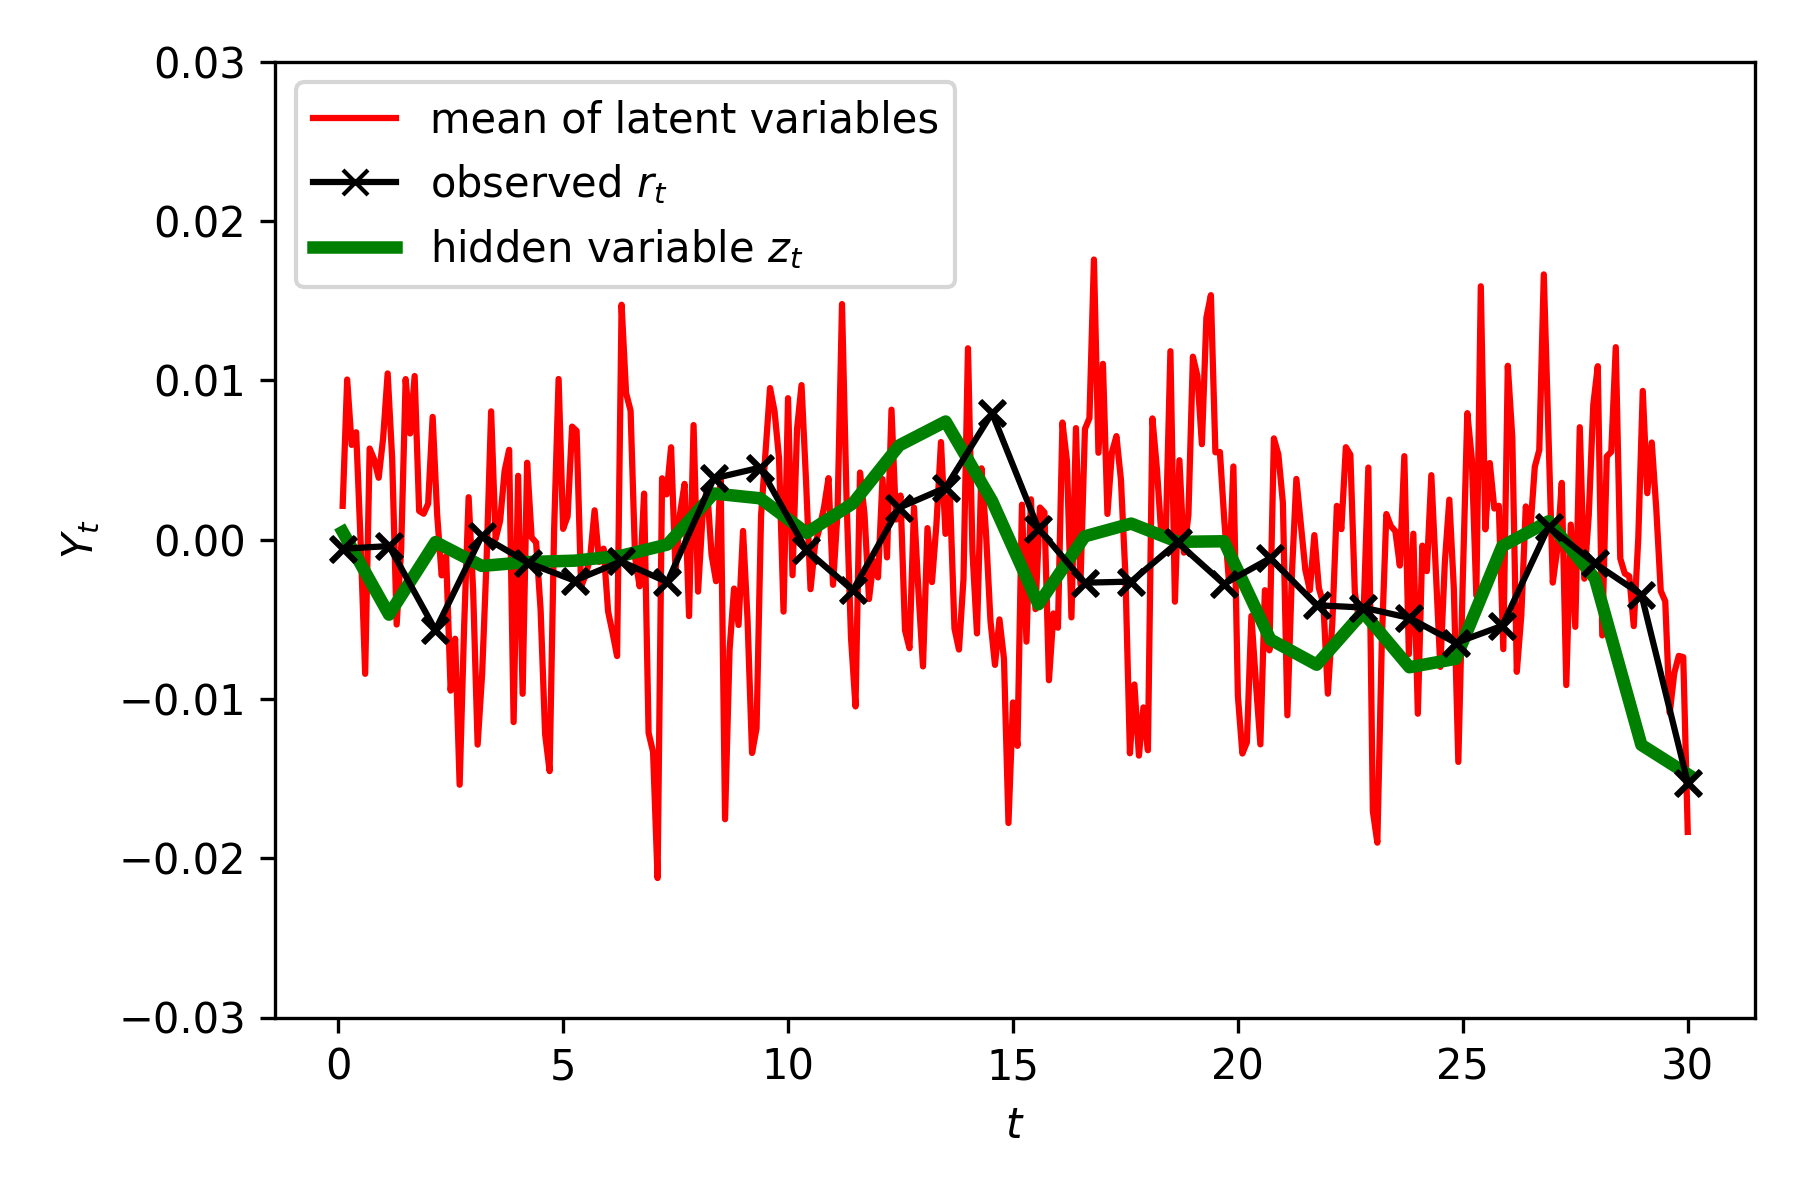 0.03
0.02
0.01
0.00
−0.01
−0.02
−0.03
Y_t
mean of latent variables
observed r_t
hidden variable z_t
0 5 10 15 20 25 30
t